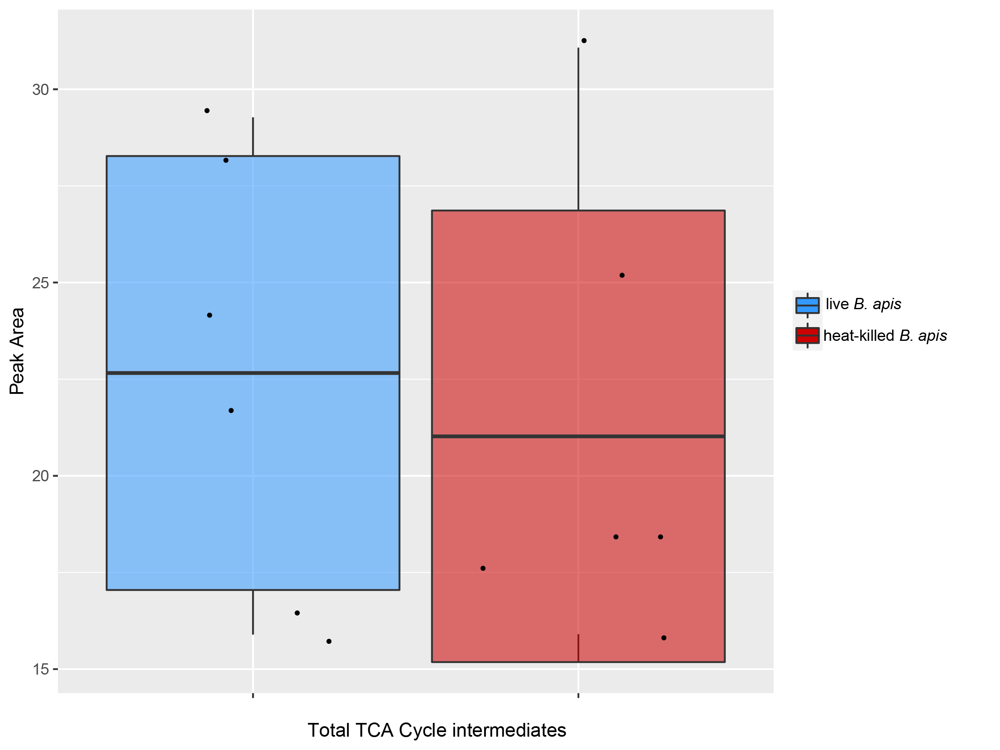 30
25
20
15
Peak Area
Total TCA Cycle intermediates
live B. apis
heat-killed B. apis